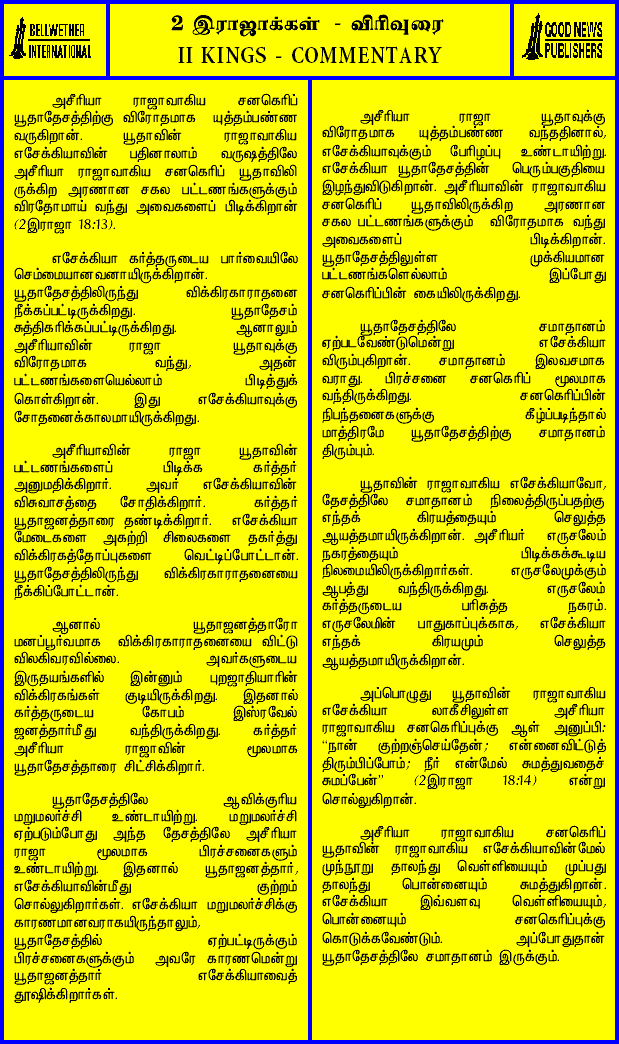 BELLWETHER
INTERNATIONAL
2 இராஜாக்கள் - விரிவுரை
II KINGS - COMMENTARY
GOOD NEWS
PUBLISHERS
அசீரியா ராஜாவாகிய சனகெரிப்
யூதாதேசத்திற்கு விரோதமாக யுத்தம்பண்ண
வருகிறான். யூதாவின் ராஜாவாகிய
எசேக்கியாவின் பதினாலாம் வருஷத்திலே
அசீரியா ராஜாவாகிய சனகெரிப் யூதாவிலி
ருக்கிற அரணான சகல பட்டணங்களுக்கும்
விரதோமாய் வந்து அவைகளைப் பிடிக்கிறான்
(2இராஜா 18:13).
எசேக்கியா கர்த்தருடைய பார்வையிலே
செம்மையானவனாயிருக்கிறான்.
யூதாதேசத்திலிருந்து விக்கிரகாராதனை
நீக்கப்பட்டிருக்கிறது. யூதாதேசம்
சுத்திகரிக்கப்பட்டிருக்கிறது. ஆனாலும்
அசீரியாவின் ராஜா யூதாவுக்கு
விரோதமாக வந்து, அதன்
பட்டணங்களையெல்லாம் பிடித்துக்
கொள்கிறான். இது எசேக்கியாவுக்கு
சோதனைக்காலமாயிருக்கிறது.
அசீரியாவின் ராஜா யூதாவின்
பட்டணங்களைப் பிடிக்க கர்த்தர்
அனுமதிக்கிறார். அவர் எசேக்கியாவின்
விசுவாசத்தை சோதிக்கிறார். கர்த்தர்
யூதாஜனத்தாரை தண்டிக்கிறார். எசேக்கியா
மேடைகளை அகற்றி சிலைகளை தகர்த்து
விக்கிரகத்தோப்புகளை வெட்டிப்போட்டான்.
யூதாதேசத்திலிருந்து விக்கிரகாராதனையை
நீக்கிப்போட்டான்.
ஆனால் யூதாஜனத்தாரோ
மனப்பூர்வமாக விக்கிரகாராதனையை விட்டு
விலகிவரவில்லை. அவர்களுடைய
இருதயங்களில் இன்னும் புறஜாதியாரின்
விக்கிரகங்கள் குடியிருக்கிறது. இதனால்
கர்த்தருடைய கோபம் இஸ்ரவேல்
ஜனத்தார்மீது வந்திருக்கிறது. கர்த்தர்
அசீரியா ராஜாவின் மூலமாக
யூதாதேசத்தாரை சிட்சிக்கிறார்.
யூதாதேசத்திலே ஆவிக்குரிய
மறுமலர்ச்சி உண்டாயிற்று. மறுமலர்ச்சி
ஏற்படும்போது அந்த தேசத்திலே அசீரியா
ராஜா மூலமாக பிரச்சனைகளும்
உண்டாயிற்று. இதனால் யூதாஜனத்தார்,
எசேக்கியாவின்மீது குற்றம்
சொல்லுகிறார்கள். எசேக்கியா மறுமலர்ச்சிக்கு
காரணமானவராகயிருந்தாலும்,
யூதாதேசத்தில் ஏற்பட்டிருக்கும்
பிரச்சனைகளுக்கும் அவரே காரணமென்று
யூதாஜனத்தார் எசேக்கியாவைத்
தூஷிக்கிறார்கள்.
அசீரியா ராஜா யூதாவுக்கு
விரோதமாக யுத்தம்பண்ண வந்ததினால்,
எசேக்கியாவுக்கும் பேரிழப்பு உண்டாயிற்று.
எசேக்கியா யூதாதேசத்தின் பெரும்பகுதியை
இழந்துவிடுகிறான். அசீரியாவின் ராஜாவாகிய
சனகெரிப் யூதாவிலிருக்கிற அரணான
சகல பட்டணங்களுக்கும் விரோதமாக வந்து
அவைகளைப் பிடிக்கிறான்.
யூதாதேசத்திலுள்ள முக்கியமான
பட்டணங்களெல்லாம் இப்போது
சனகெரிப்பின் கையிலிருக்கிறது.
யூதாதேசத்திலே சமாதானம்
ஏற்படவேண்டுமென்று எசேக்கியா
விரும்புகிறான். சமாதானம் இலவசமாக
வராது. பிரச்சனை சனகெரிப் மூலமாக
வந்திருக்கிறது. சனகெரிப்பின்
நிபந்தனைகளுக்கு கீழ்ப்படிந்தால்
மாத்திரமே யூதாதேசத்திற்கு சமாதானம்
திரும்பும்.
யூதாவின் ராஜாவாகிய எசேக்கியாவோ,
தேசத்திலே சமாதானம் நிலைத்திருப்பதற்கு
எந்தக் கிரயத்தையும் செலுத்த
ஆயத்தமாயிருக்கிறான். அசீரியர் எருசலேம்
நகரத்தையும் பிடிக்கக்கூடிய
நிலமையிலிருக்கிறார்கள். எருசலேமுக்கும்
ஆபத்து வந்திருக்கிறது. எருசலேம்
கர்த்தருடைய பரிசுத்த நகரம்.
எருசலேமின் பாதுகாப்புக்காக, எசேக்கியா
எந்தக் கிரயமும் செலுத்த
ஆயத்தமாயிருக்கிறான்.
அப்பொழுது யூதாவின் ராஜாவாகிய
எசேக்கியா லாகீசிலுள்ள அசீரியா
ராஜாவாகிய சனகெரிப்புக்கு ஆள் அனுப்பி:
“நான் குற்றஞ்செய்தேன்; என்னைவிட்டுத்
திரும்பிப்போம்; நீர் என்மேல் சுமத்துவதைச்
சுமப்பேன்” (2இராஜா 18:14) என்று
சொல்லுகிறான்.
அசீரியா ராஜாவாகிய சனகெரிப்
யூதாவின் ராஜாவாகிய எசேக்கியாவின்மேல்
முந்நூறு தாலந்து வெள்ளியையும் முப்பது
தாலந்து பொன்னையும் சுமத்துகிறான்.
எசேக்கியா இவ்வளவு வெள்ளியையும்,
பொன்னையும் சனகெரிப்புக்கு
கொடுக்கவேண்டும். அப்போதுதான்
யூதாதேசத்திலே சமாதானம் இருக்கும்.